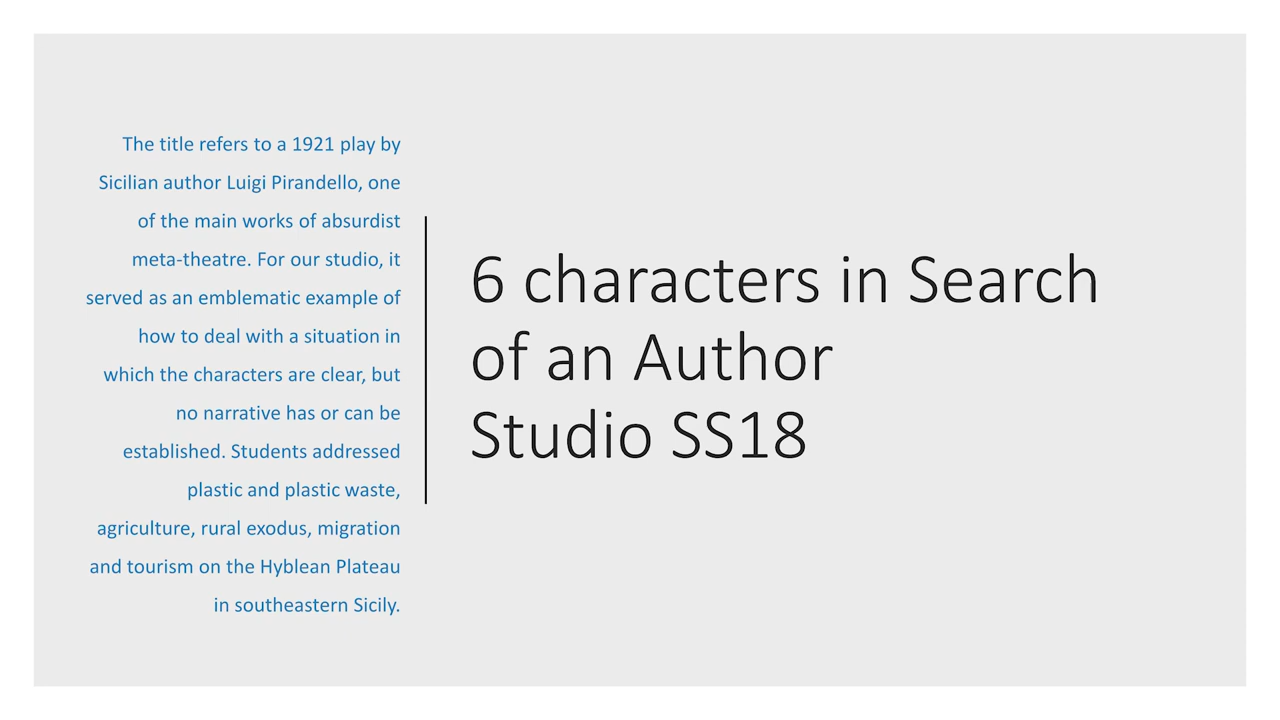 The title refers to a 1921 play by
Sicilian author Luigi Pirandello, one
of the main works of absurdist
meta-theatre. For our studio, it
served as an emblematic example of
how to deal with a situation in
which the characters are clear, but
no narrative has or can be
established. Students addressed
plastic and plastic waste,
agriculture, rural exodus, migration
and tourism on the Hyblean Plateau
in southeastern Sicily.
6 characters in Search
of an Author
Studio SS18